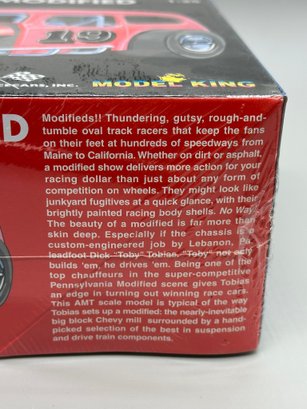 MODIFIED
18
CARS, INC.
MODEL KING
D
Modifieds!! Thundering, gutsy, rough-and-
tumble oval track racers that keep the fans
on their feet at hundreds of speedways from
Maine to California. Whether on dirt or asphalt,
a modified show delivers more action for your
racing dollar than just about any form of
competition on wheels. They might look like
junkyard fugitives at a quick glance, with their
brightly painted racing body shells. No Way.
The beauty of a modified is far more than
skin deep. Especially if the chassis is a
custom-engineered job by Lebanon, Pa.
leadfoot Dick "Toby" Tobias. "Toby" not only
builds 'em, he drives 'em. Being one of the
top chauffeurs in the super-competitive
Pennsylvania Modified scene gives Tobias
an edge in turning out winning race cars.
This AMT scale model is typical of the way
Tobias sets up a modified: the nearly-inevitable
big block Chevy mill surrounded by a hand-
picked selection of the best in suspension
and drive train components.